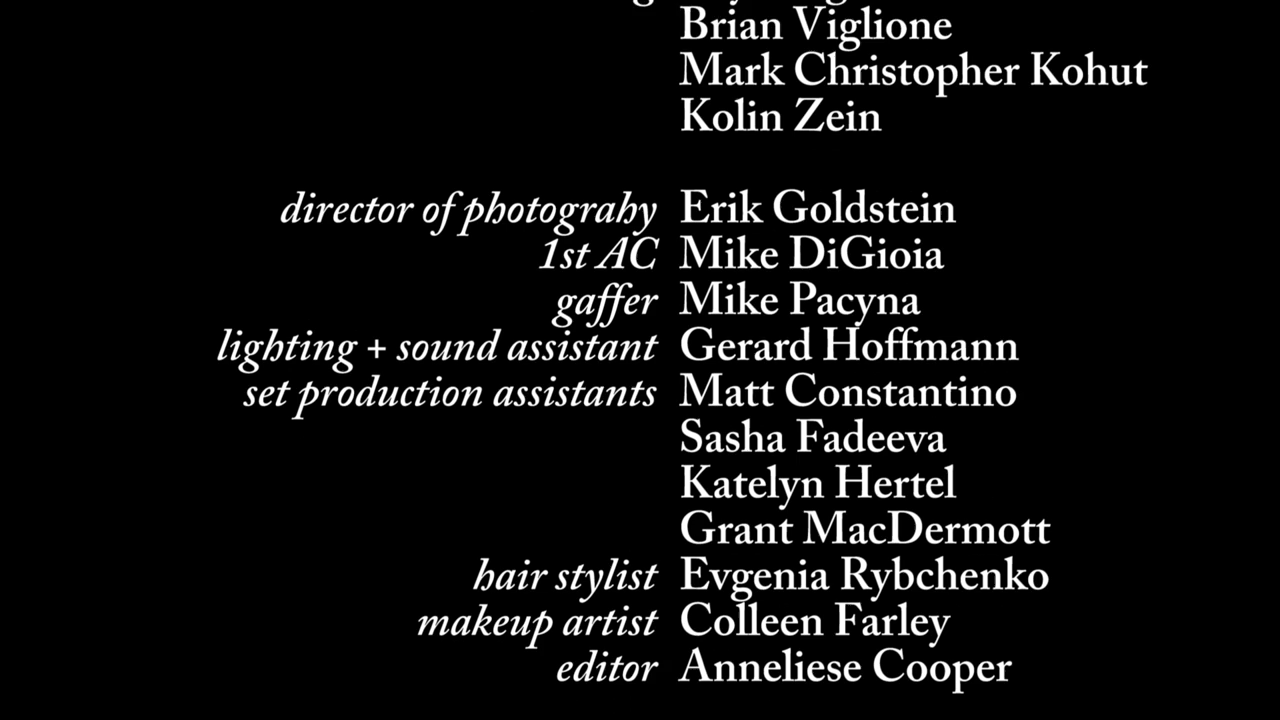 Brian Viglione
Mark Christopher Kohut
Kolin Zein
director of photograhy Erik Goldstein
1st AC Mike DiGioia
gaffer Mike Pacyna
lighting + sound assistant Gerard Hoffmann
set production assistants Matt Constantino
Sasha Fadeeva
Katelyn Hertel
Grant MacDermott
hair stylist Evgenia Rybchenko
makeup artist Colleen Farley
editor Anneliese Cooper